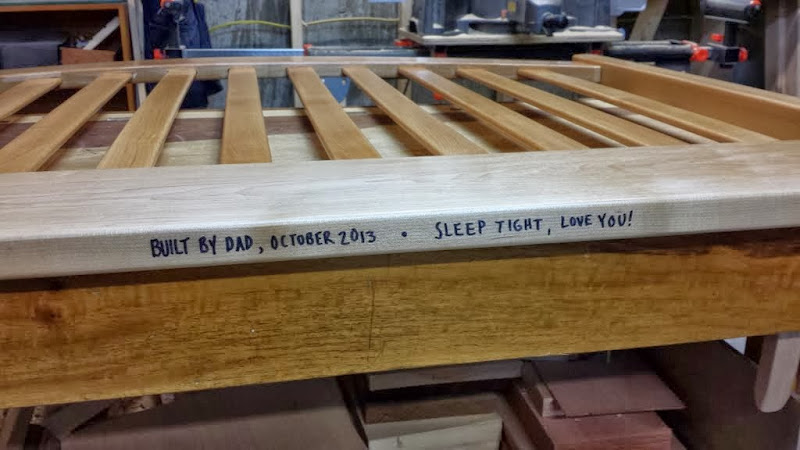 BUILT BY DAD, OCTOBER 2013 • SLEEP TIGHT, LOVE YOU!